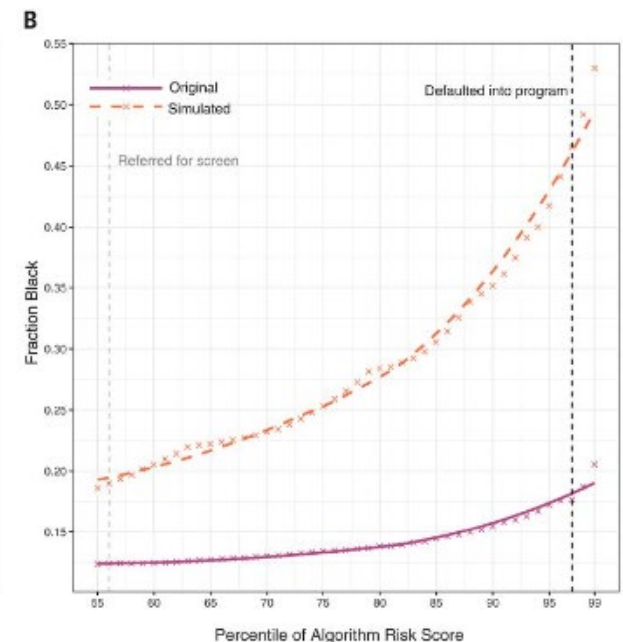 B
0.55
0.50
0.45
0.40
0.35
0.30
0.25
0.20
0.15
Fraction Black
Original
Simulated
Defaulted into program
Referred for screen
55 60 65 70 75 80 85 90 95 99
Percentile of Algorithm Risk Score